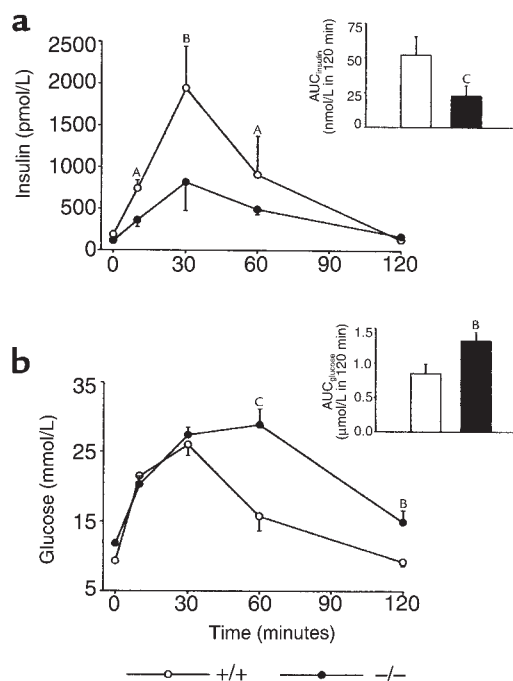 a
Insulin (pmol/L)
2500
2000
1500
1000
500
0
0 30 60 90 120
A
B
A
AUCinsulin
(nmol/L in 120 min)
75
50
25
0
C
b
Glucose (mmol/L)
35
25
15
5
0 30 60 90 120
C
B
AUCglucose
(μmol/L in 120 min)
1.5
1.0
0.5
0.0
B
Time (minutes)
+/+ −/−